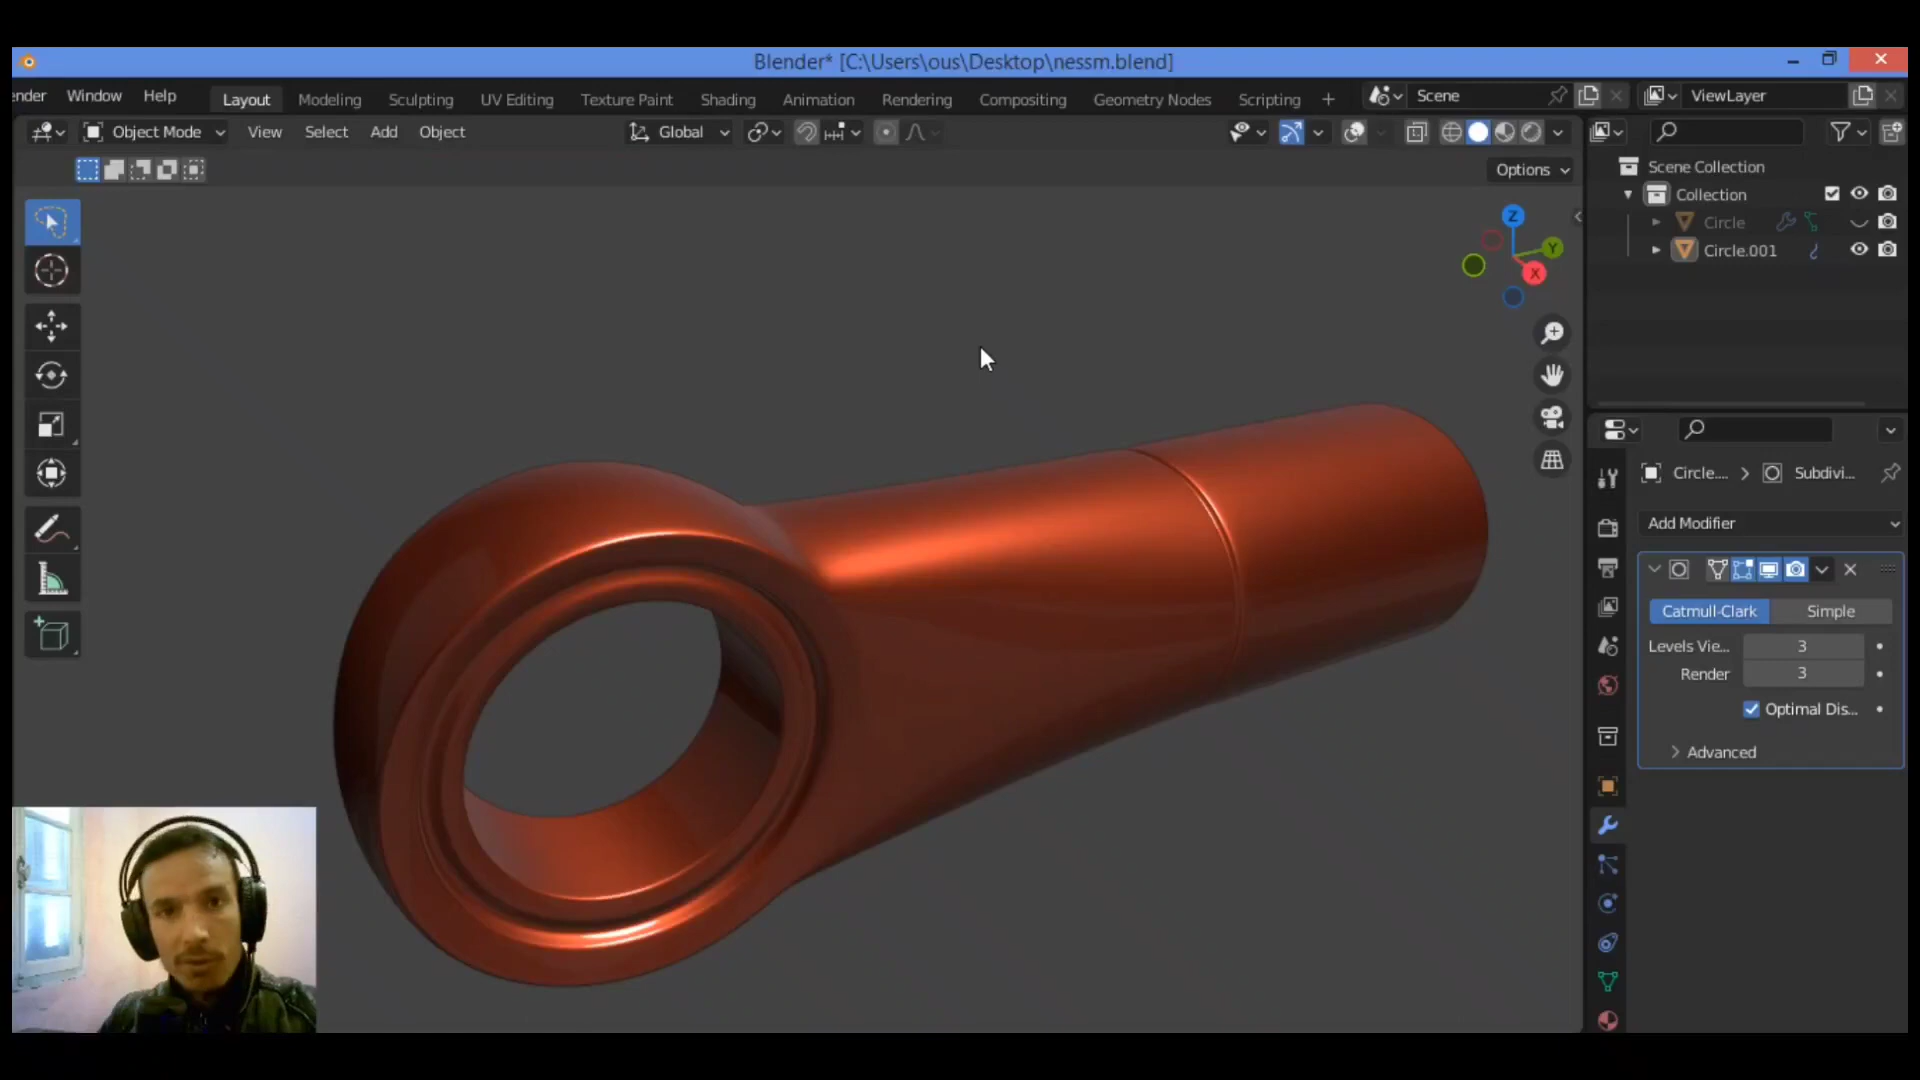 Blender* [C:\Users\ous\Desktop\nessm.blend]
nder Window Help Layout Modeling Sculpting UV Editing Texture Paint Shading Animation Rendering Compositing Geometry Nodes Scripting + Scene ViewLayer
Object Mode View Select Add Object Global
Options
Scene Collection
Collection
Circle
Circle.001
Z
Y
X
Circle.... Subdivi...
Add Modifier
Catmull-Clark Simple
Levels Vie... 3
Render 3
Optimal Dis...
Advanced